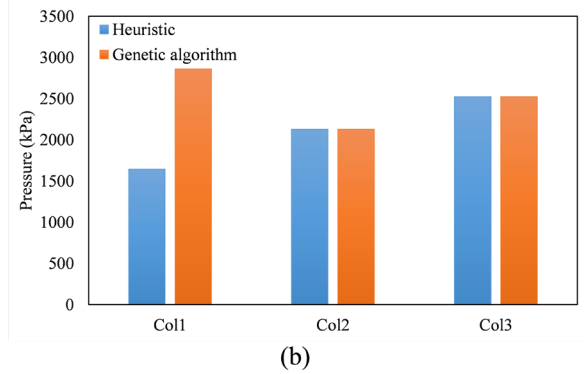 3500
Heuristic
Genetic algorithm
3000
2500
2000
1500
1000
500
0
Pressure (kPa)
Col1 Col2 Col3
(b)